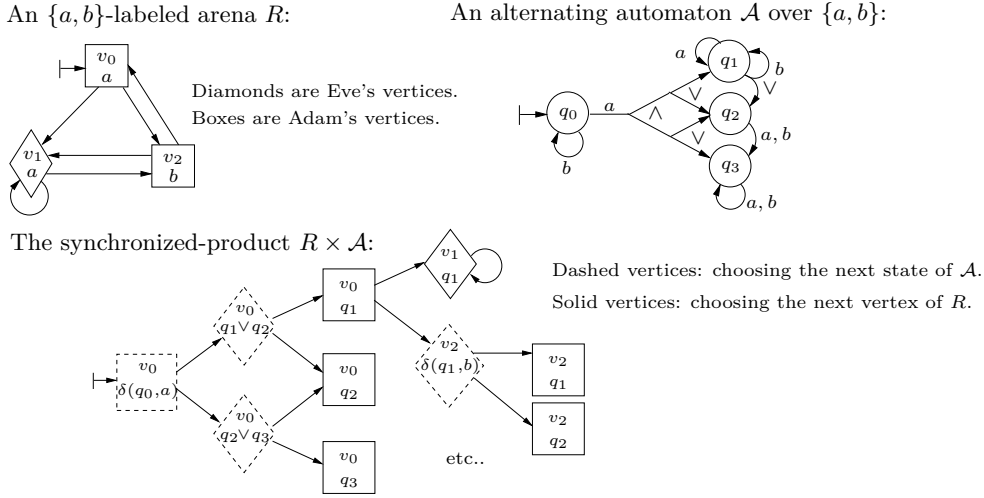 An {a, b}-labeled arena R:
An alternating automaton 𝒜 over {a, b}:
v₀
a
Diamonds are Eve's vertices.
Boxes are Adam's vertices.
v₁
a
v₂
b
a
q₁
b
∨
∨
q₀
a
∧
q₂
∨
a, b
b
q₃
a, b
The synchronized-product R × 𝒜:
v₁
q₁
Dashed vertices: choosing the next state of 𝒜.
Solid vertices: choosing the next vertex of R.
v₀
q₁
v₀
q₁∨q₂
v₂
δ(q₁,b)
v₂
q₁
v₀
δ(q₀,a)
v₀
q₂
v₀
q₂∨q₃
v₂
q₂
v₀
q₃
etc..